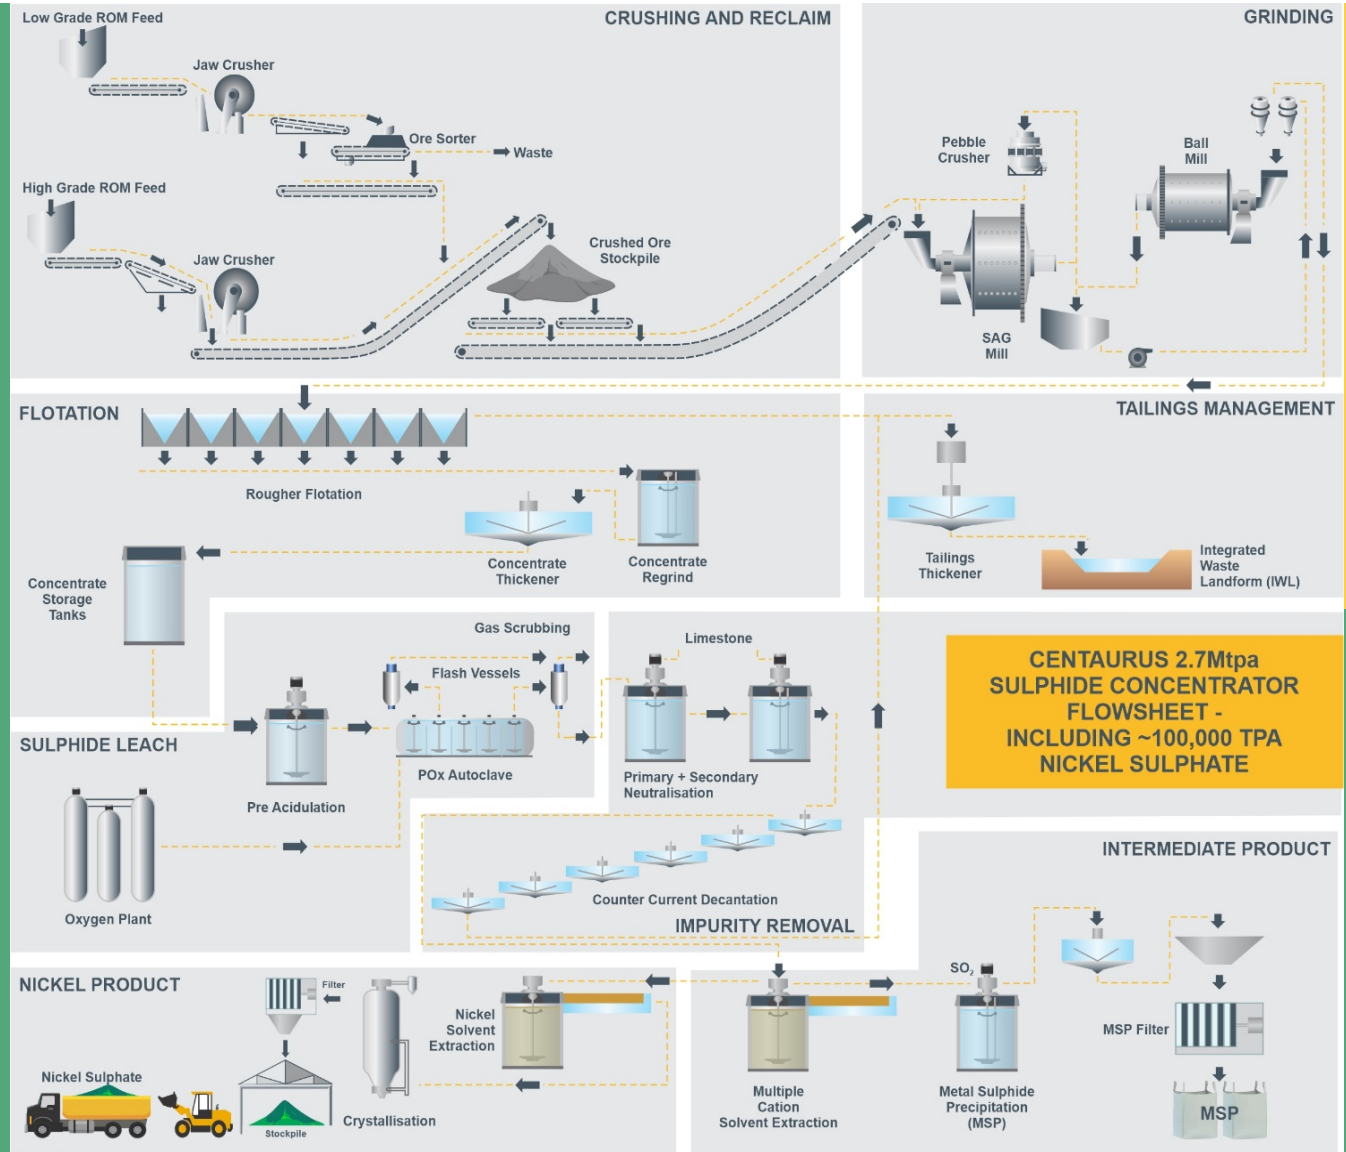 CRUSHING AND RECLAIM
Low Grade ROM Feed
Jaw Crusher
Ore Sorter
Waste
High Grade ROM Feed
Jaw Crusher
Crushed Ore
Stockpile
GRINDING
Pebble
Crusher
Ball
Mill
SAG
Mill
FLOTATION
Rougher Flotation
Concentrate
Thickener
Concentrate
Regrind
Concentrate
Storage
Tanks
TAILINGS MANAGEMENT
Tailings
Thickener
Integrated
Waste
Landform (IWL)
SULPHIDE LEACH
Gas Scrubbing
Flash Vessels
POx Autoclave
Pre Acidulation
Oxygen Plant
Limestone
Primary + Secondary
Neutralisation
Counter Current Decantation
IMPURITY REMOVAL
CENTAURUS 2.7Mtpa
SULPHIDE CONCENTRATOR
FLOWSHEET -
INCLUDING ~100,000 TPA
NICKEL SULPHATE
INTERMEDIATE PRODUCT
SO₂
MSP Filter
MSP
Metal Sulphide
Precipitation
(MSP)
Multiple
Cation
Solvent Extraction
NICKEL PRODUCT
Filter
Nickel
Solvent
Extraction
Nickel Sulphate
Stockpile
Crystallisation